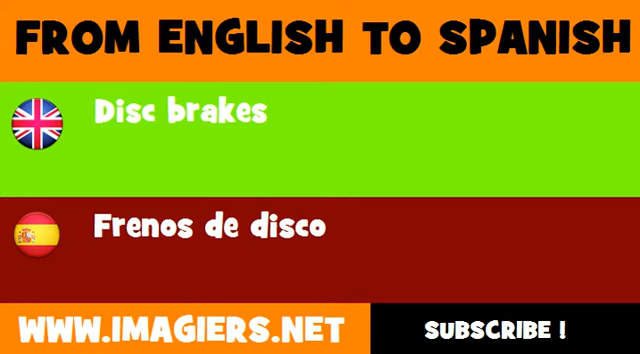 FROM ENGLISH TO SPANISH
Disc brakes
Frenos de disco
WWW.IMAGIERS.NET
SUBSCRIBE !